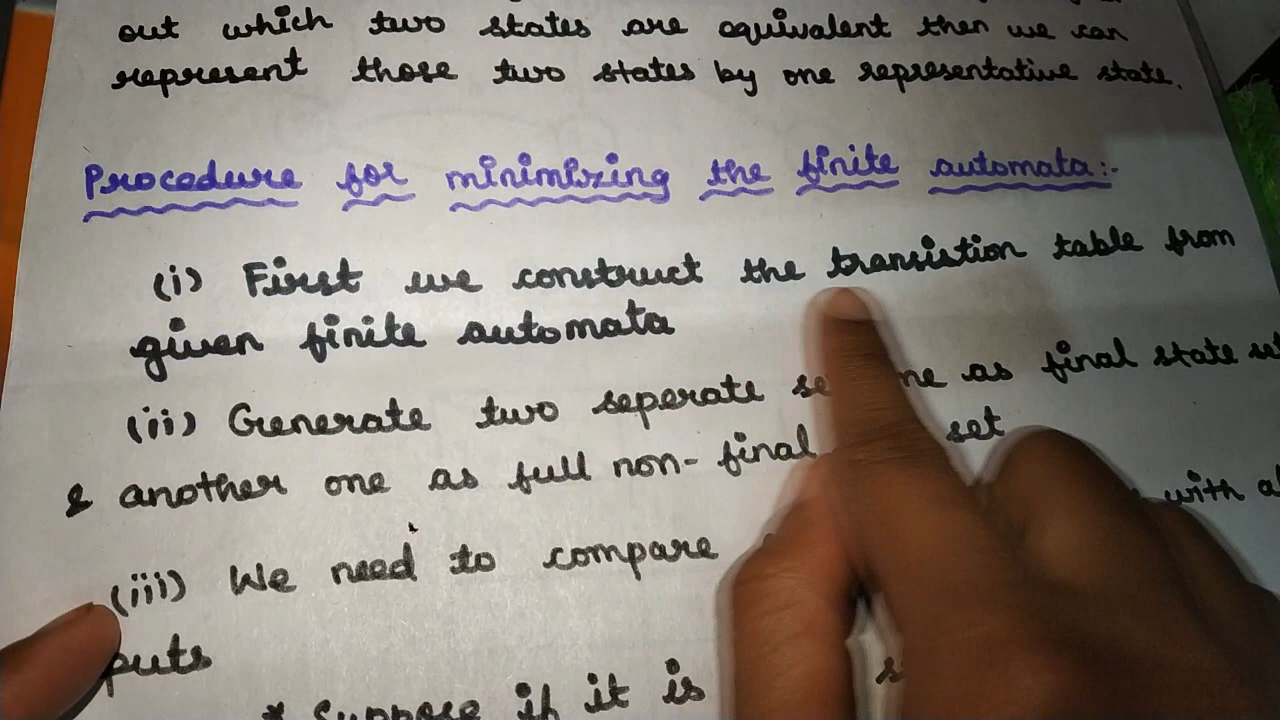 out which two states are equivalent then we can
represent those two states by one representative state.
Procedure for minimizing the finite automata:-
(i) First we construct the transistion table from
given finite automata
(ii) Generate two seperate as final state
& another one as full non-final set
(iii) We need to compare with
puts
* Suppose if it is